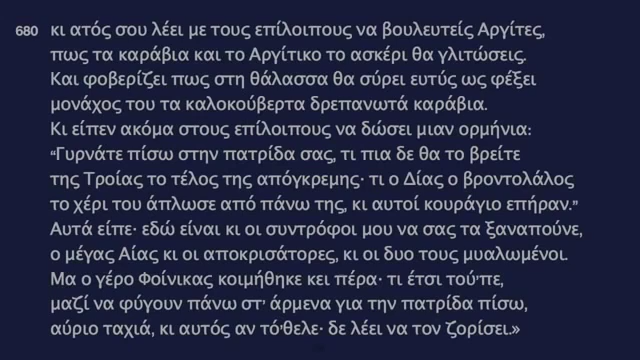 680 κι ατός σου λέει με τους επίλοιπους να βουλευτείς Αργίτες,
πως τα καράβια και το Αργίτικο το ασκέρι θα γλιτώσεις.
Και φοβερίζει πως στη θάλασσα θα σύρει ευτύς ως φέξει
μονάχος του τα καλοκούβερτα δρεπανωτά καράβια.
Κι είπεν ακόμα στους επίλοιπους να δώσει μιαν ορμήνια:
“Γυρνάτε πίσω στην πατρίδα σας, τι πια δε θα το βρείτε
της Τροίας το τέλος της απόγκρεμης· τι ο Δίας ο βροντολάλος
το χέρι του άπλωσε από πάνω της, κι αυτοί κουράγιο επήραν.”
Αυτά είπε· εδώ είναι κι οι συντρόφοι μου να σας τα ξαναπούνε,
ο μέγας Αίας κι οι αποκρισάτορες, κι οι δυο τους μυαλωμένοι.
Μα ο γέρο Φοίνικας κοιμήθηκε κει πέρα· τι έτσι τού'πε,
μαζί να φύγουν πάνω στ' άρμενα για την πατρίδα πίσω,
αύριο ταχιά, κι αυτός αν τό'θελε· δε λέει να τον ζορίσει.»